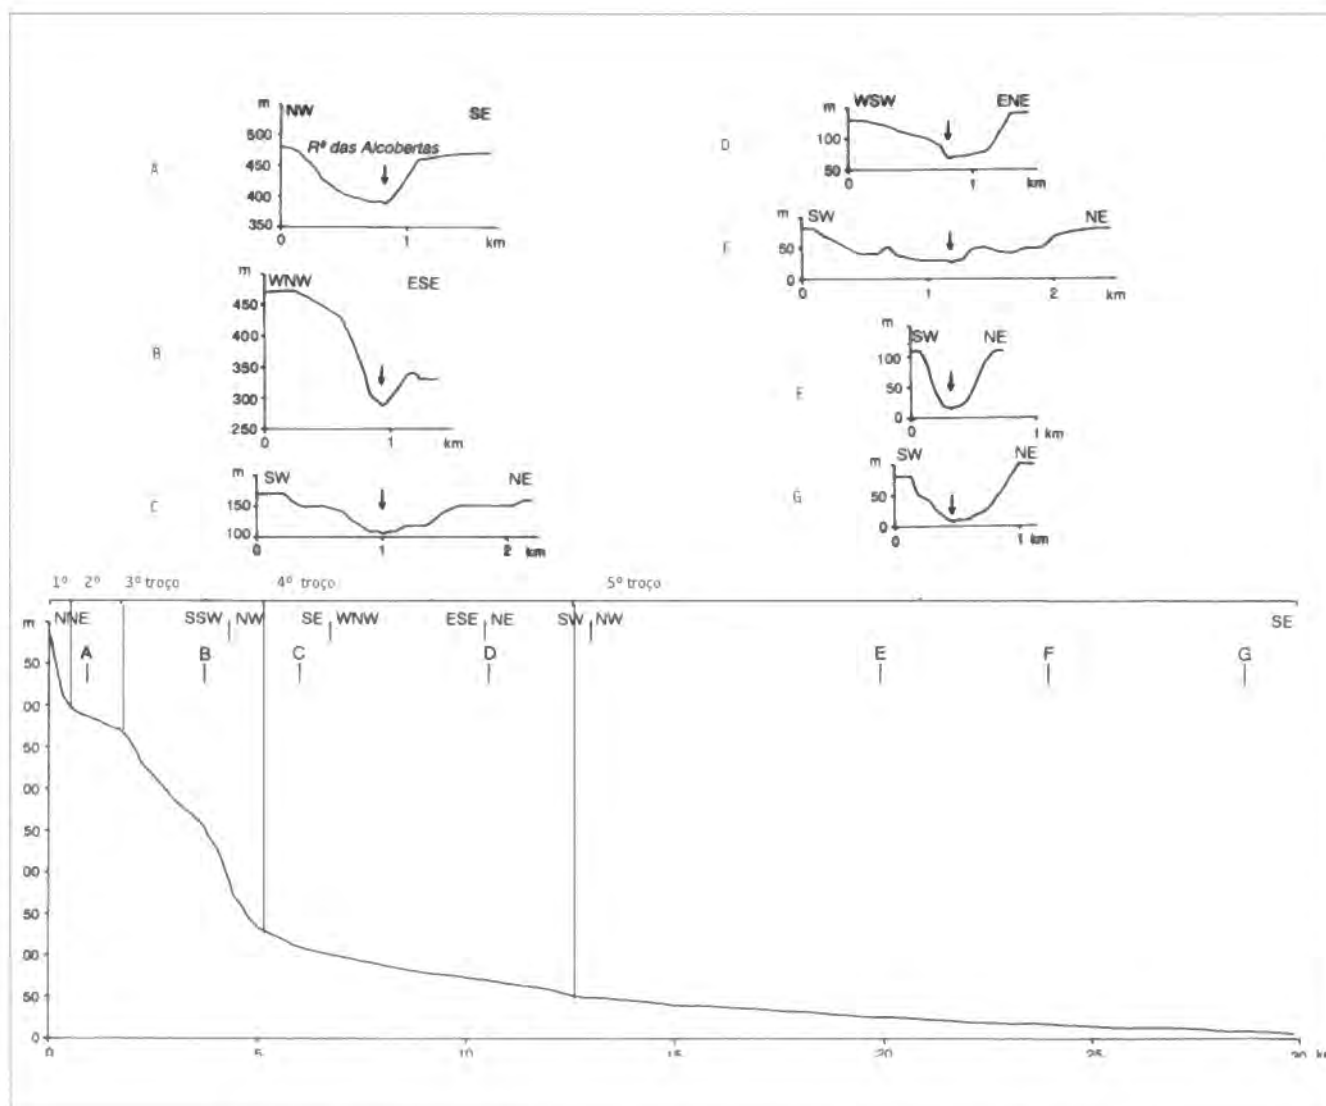 m
NW SE
500
Rª das Alcobertas
A
450
400
350
0 1
km
m
WNW ESE
450
400
B
350
300
250
0 1 km
m
SW NE
C
150
100
0 1 2 km
m
WSW ENE
D
100
50
0 1 km
m
SW NE
F
50
0
0 1 2 km
m
SW NE
100
E
50
0
0 1 km
m
SW NE
G
50
0
0 1 km
1º 2º 3º troço 4º troço 5º troço
m NNE SSW NW SE WNW ESE NE SW NW SE
A B C D E F G
50
00
50
00
50
00
50
00
50
0
0 5 10 15 20 25 30